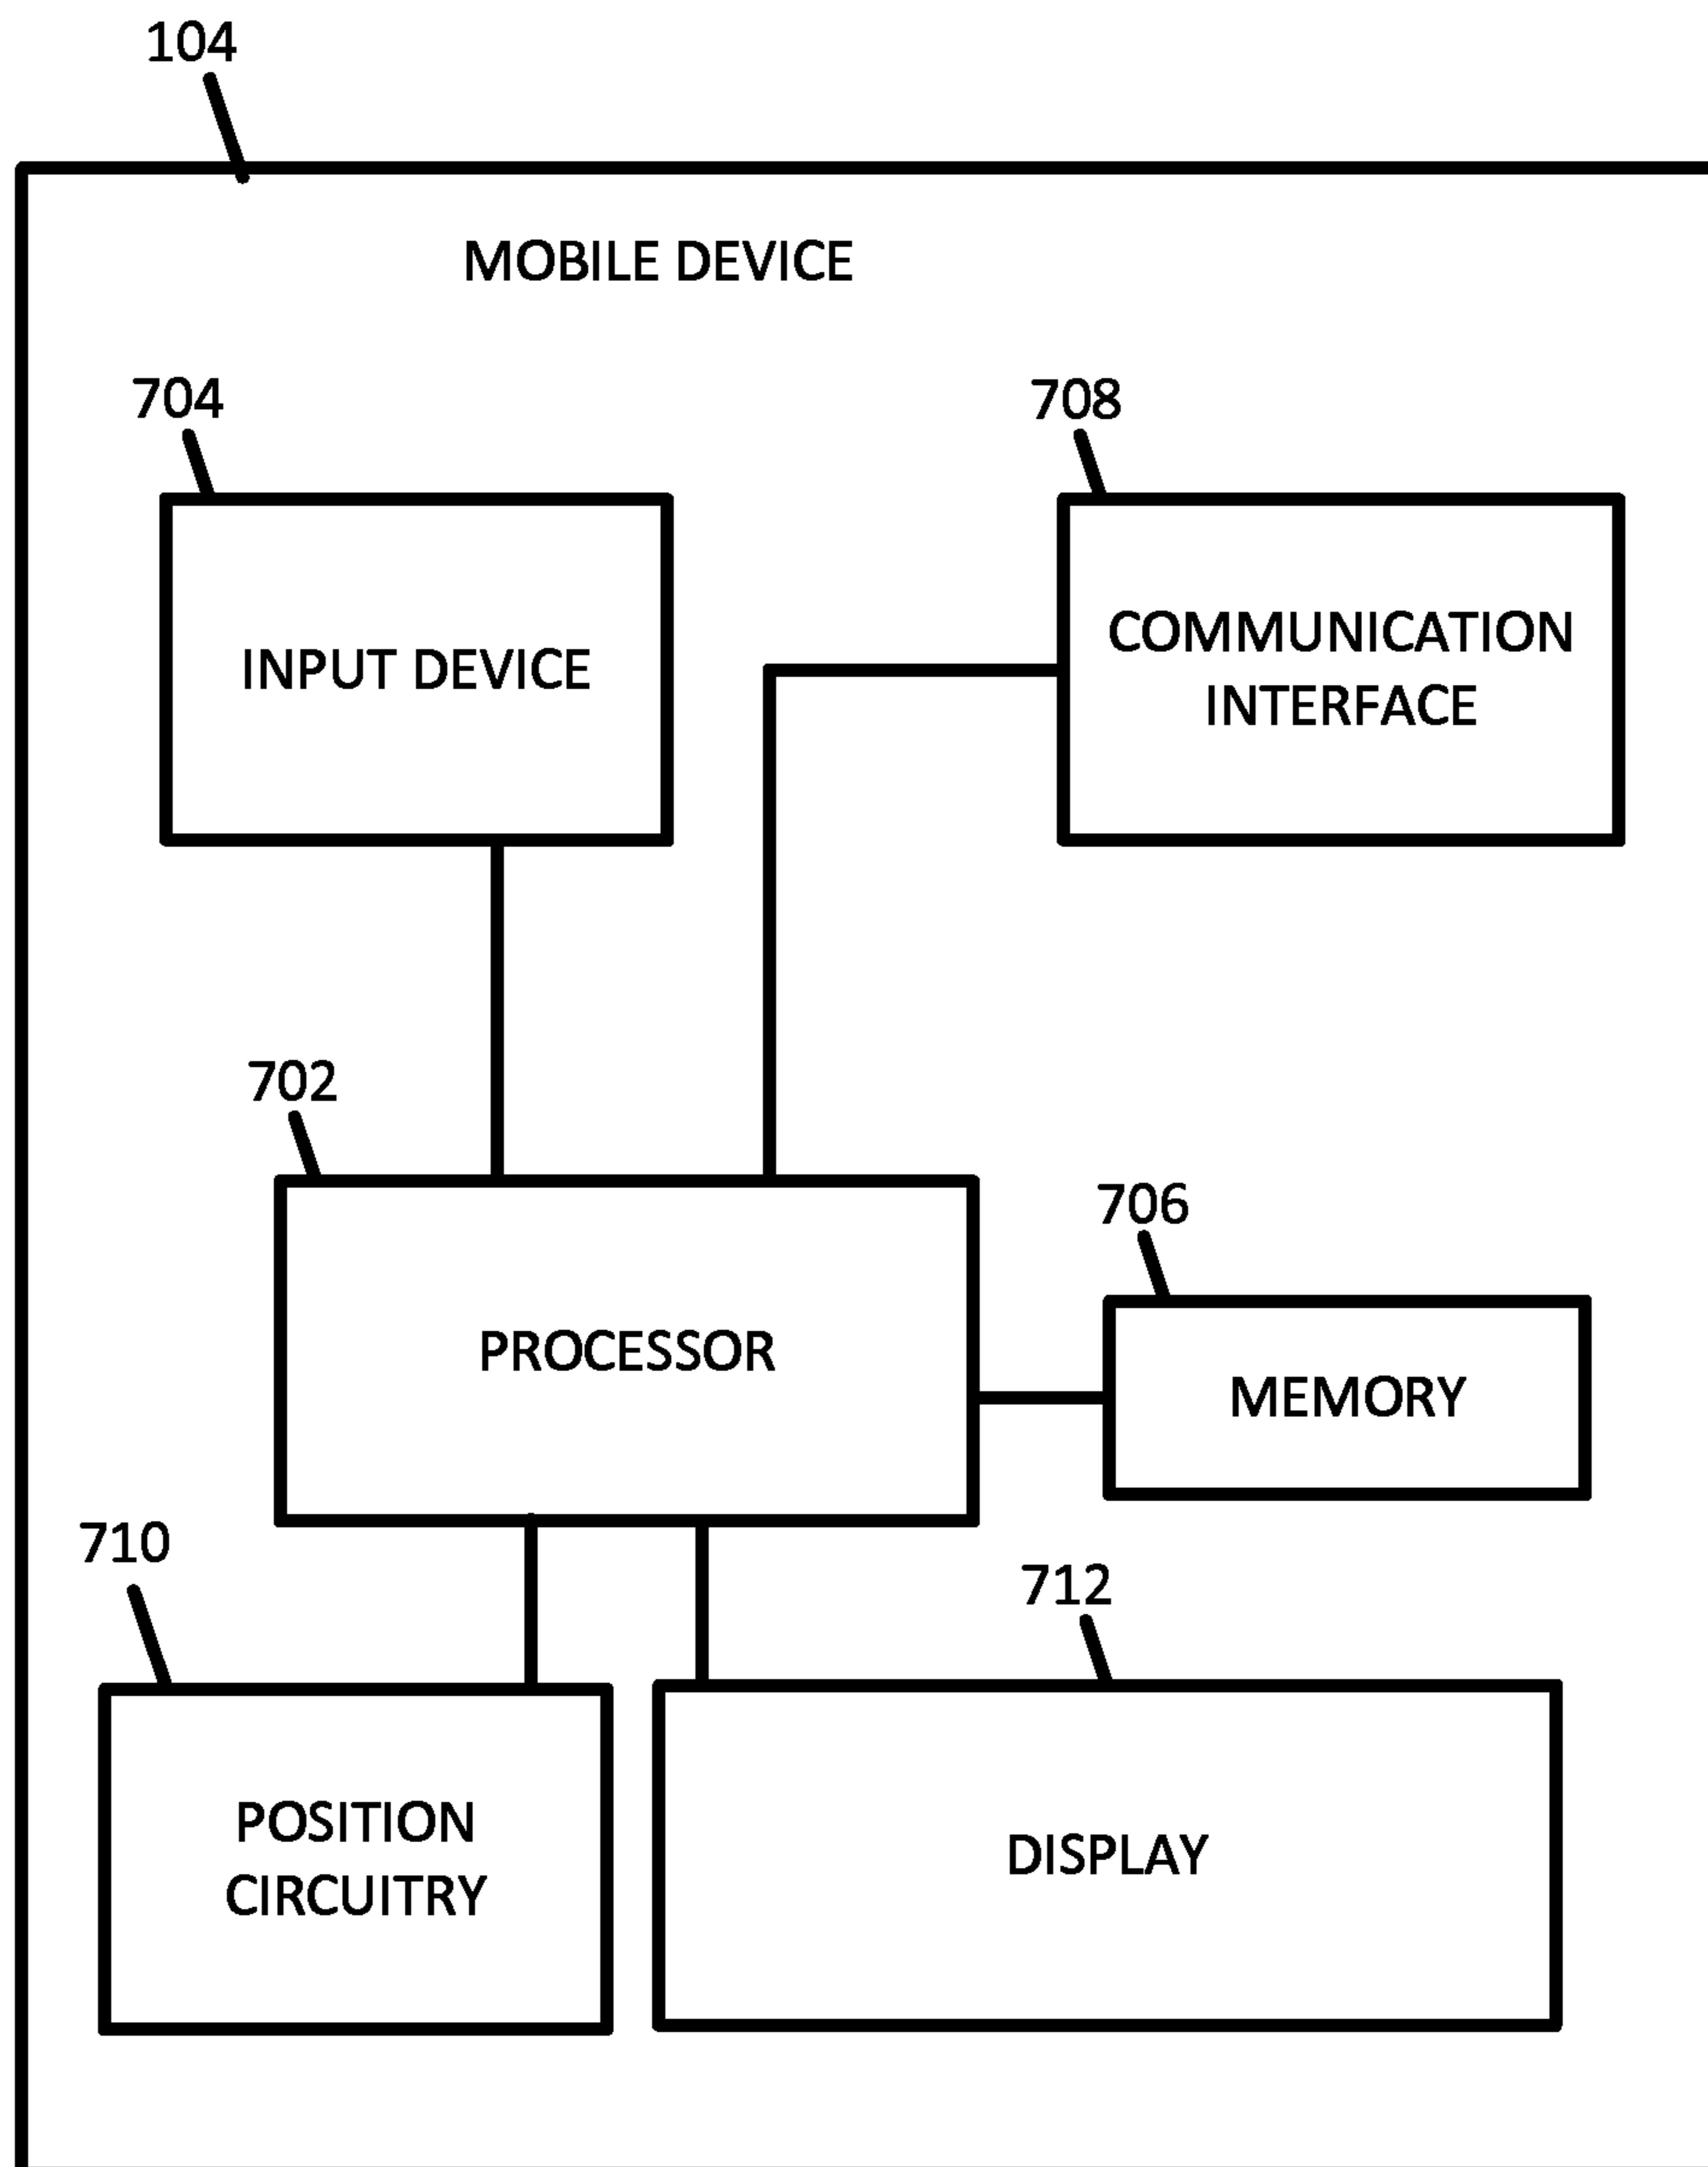 104
MOBILE DEVICE
704
708
INPUT DEVICE
COMMUNICATION
INTERFACE
702
706
PROCESSOR
MEMORY
710
712
POSITION
CIRCUITRY
DISPLAY